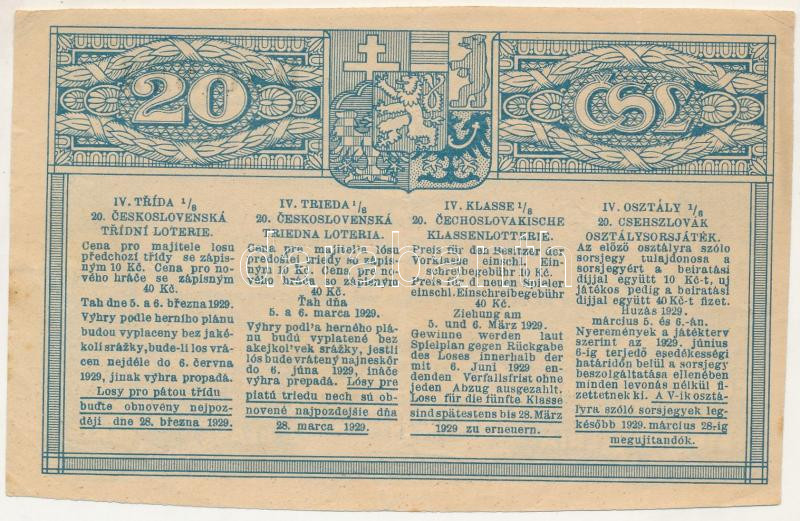 20
ČSL
IV. TŘÍDA 1/8
20. ČESKOSLOVENSKÁ
TŘÍDNÍ LOTERIE.
Cena pro majitele losu
předchozí třídy se zápis-
ným 10 Kč. Cena pro no-
vého hráče se zápisným
40 Kč.
Tah dne 5. a 6. března 1929.
Výhry podle herního plánu
budou vyplaceny bez jaké-
koli srážky, bude-li los vrá-
cen nejdéle do 6. června
1929, jinak výhra propadá.
Losy pro pátou třídu
buďte obnoveny nejpoz-
ději dne 28. března 1929.
IV. TRIEDA 1/8
20. ČESKOSLOVENSKÁ
TRIEDNA LOTERIA.
Cena pre majiteľa lósu
predošlej triedy so zápis-
ným 10 Kč. Cena pre no-
vého hráča so zápisným
40 Kč.
Ťah dňa
5. a 6. marca 1929.
Výhry podľa herného plá-
nu budú vyplatené bez
akejkoľvek srážky, jestli
lós bude vrátený najneskôr
do 6. júna 1929, ináče
výhra prepadá. Lósy pre
piatú triedu nech sú ob-
novené najpozdejšie dňa
28. marca 1929.
IV. KLASSE 1/8
20. ČECHOSLOVAKISCHE
KLASSENLOTTERIE.
Preis für den Besitzer der
Vorklasse einschl. Ein
schreibegebühr 10 Kč.
Preis für neuen Spieler
einschl. Einschreibegebühr
40 Kč.
Ziehung am
5. und 6. März 1929.
Gewinne werden laut
Spielplan gegen Rückgabe
des Loses innerhalb der
mit 6. Juni 1929 en-
denden Verfallsfrist ohne
jeden Abzug ausgezahlt.
Lose für die fünfte Klasse
sind spätestens bis 28. März
1929 zu erneuern.
IV. OSZTÁLY 1/8
20. CSEHSZLOVÁK
OSZTÁLYSORSJÁTÉK.
Az előző osztályra szóló
sorsjegy tulajdonosa a
sorsjegyért a beiratási
díjjal együtt 10 Kč-t, uj
játékos pedig a beiratási
díjjal együtt 40 Kč-t fizet.
Huzás 1929.
március 5. és 6-án.
Nyeremények a játékterv
szerint az 1929. június
6-ig terjedő esedékességi
határidőn belül a sorsjegy
beszolgáltatása ellenében
minden levonás nélkül fi-
zettetnek ki. A V-ik osztá-
lyra szóló sorsjegyek leg-
később 1929. március 28-ig
megujítandók.